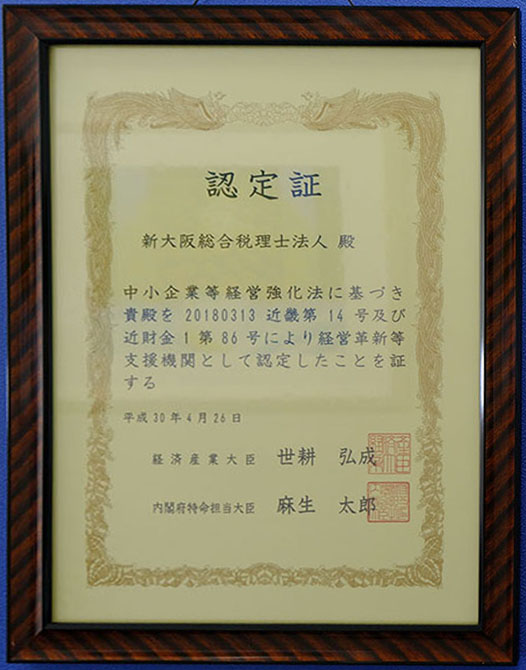 認定証
新大阪総合税理士法人 殿
中小企業等経営強化法に基づき
貴殿を 20180313 近畿第 14 号及び
近財金 1 第 86 号により経営革新等
支援機関として認定したことを証
する
平成 30 年 4 月 26 日
経済産業大臣 世耕 弘成
内閣府特命担当大臣 麻生 太郎